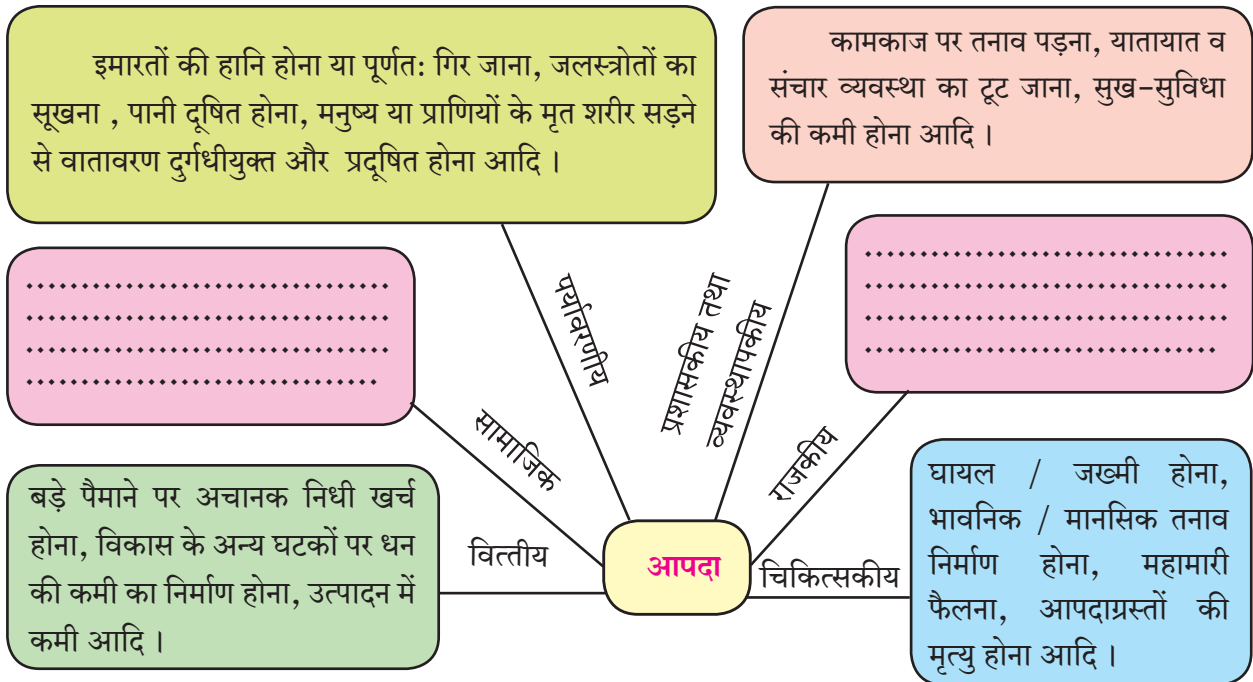 इमारतों की हानि होना या पूर्णत: गिर जाना, जलस्त्रोतों का
सूखना , पानी दूषित होना, मनुष्य या प्राणियों के मृत शरीर सड़ने
से वातावरण दुर्गधीयुक्त और प्रदूषित होना आदि ।
कामकाज पर तनाव पड़ना, यातायात व
संचार व्यवस्था का टूट जाना, सुख-सुविधा
की कमी होना आदि ।
पर्यावरणीय
प्रशासकीय तथा
व्यवस्थापकीय
सामाजिक
राजकीय
बड़े पैमाने पर अचानक निधी खर्च
होना, विकास के अन्य घटकों पर धन
की कमी का निर्माण होना, उत्पादन में
कमी आदि ।
वित्तीय
आपदा
चिकित्सकीय
घायल / जख्मी होना,
भावनिक / मानसिक तनाव
निर्माण होना, महामारी
फैलना, आपदाग्रस्तों की
मृत्यु होना आदि ।